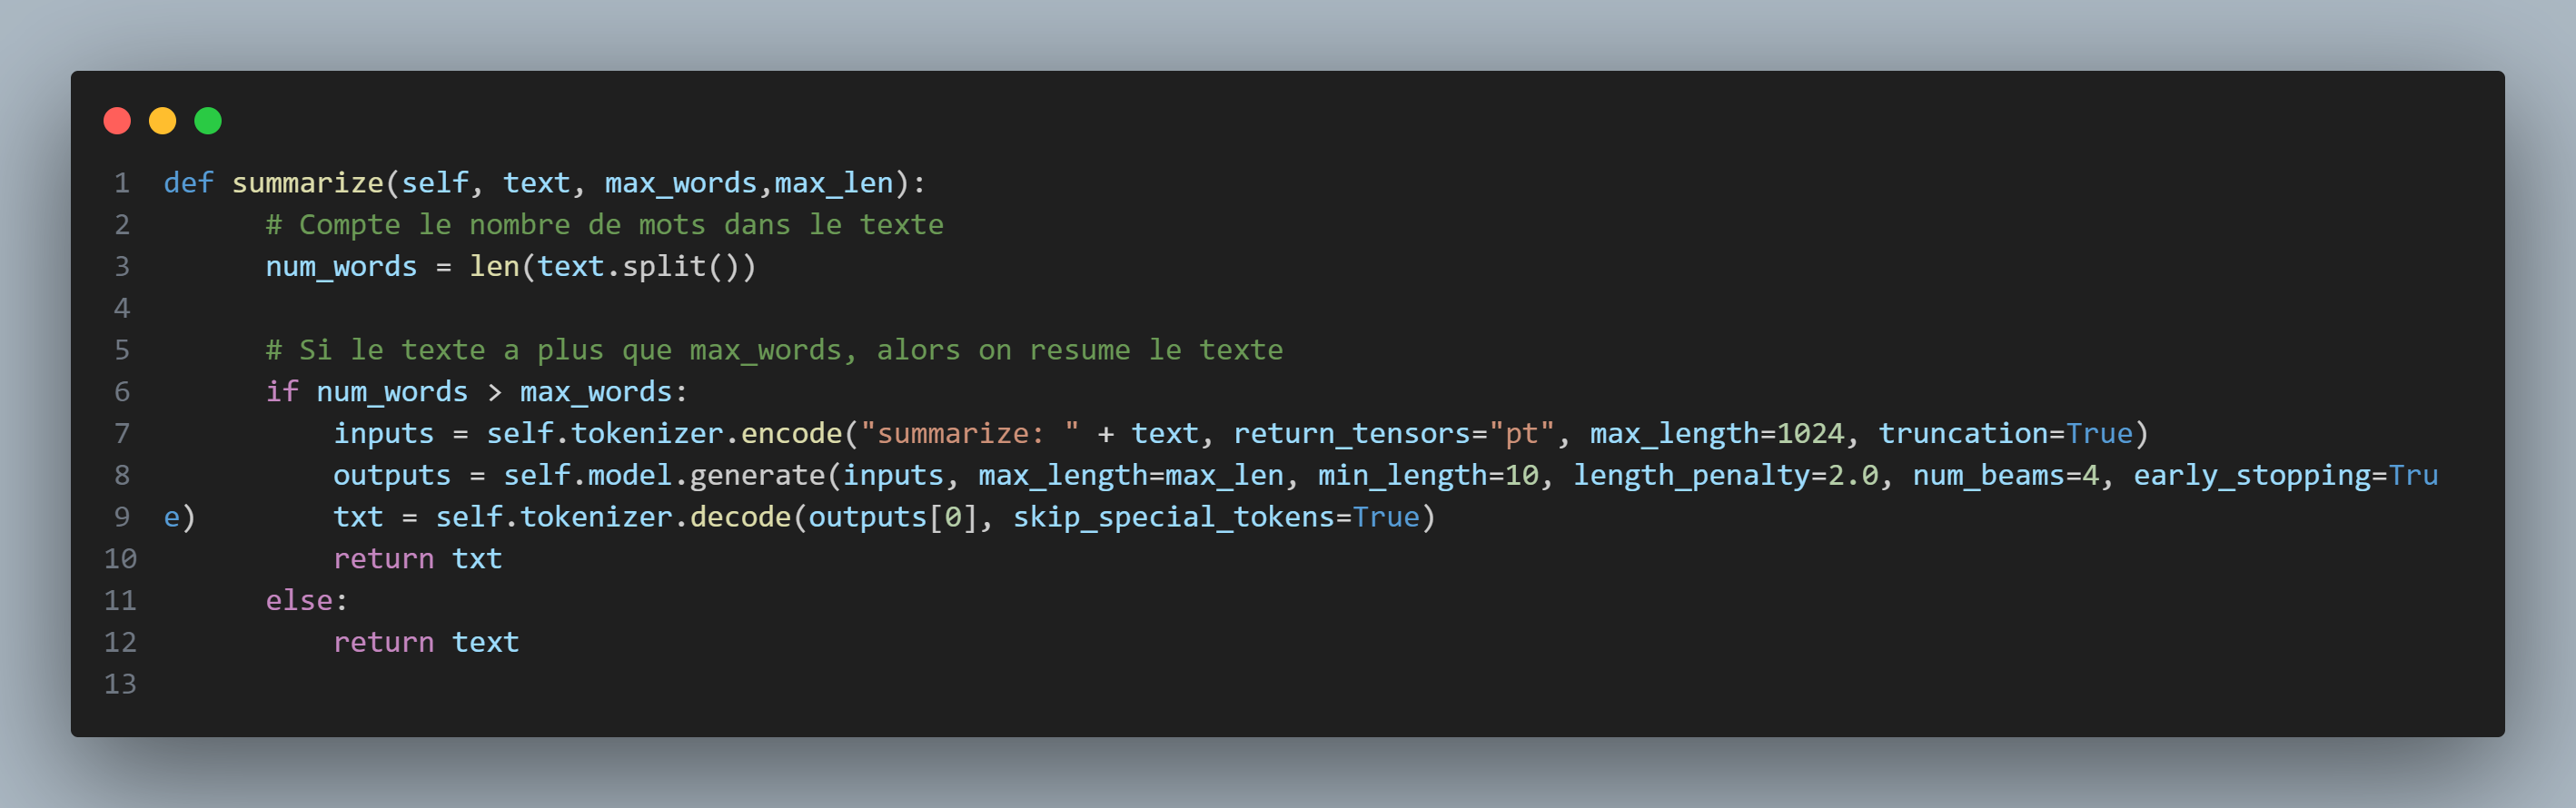 1 def summarize(self, text, max_words,max_len):
2       # Compte le nombre de mots dans le texte
3       num_words = len(text.split())
4
5       # Si le texte a plus que max_words, alors on resume le texte
6       if num_words > max_words:
7           inputs = self.tokenizer.encode("summarize: " + text, return_tensors="pt", max_length=1024, truncation=True)
8           outputs = self.model.generate(inputs, max_length=max_len, min_length=10, length_penalty=2.0, num_beams=4, early_stopping=Tru
9 e)        txt = self.tokenizer.decode(outputs[0], skip_special_tokens=True)
10          return txt
11      else:
12          return text
13